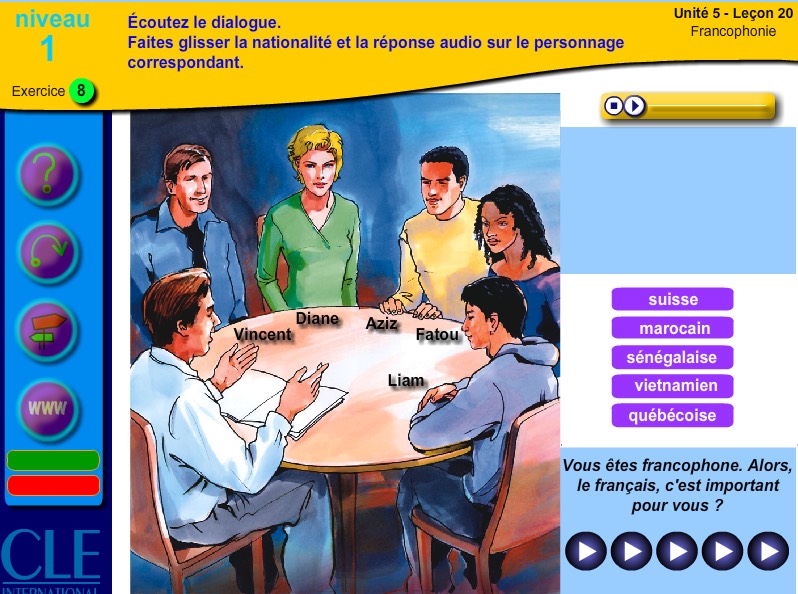 niveau
1
Exercice 8
Écoutez le dialogue.
Faites glisser la nationalité et la réponse audio sur le personnage
correspondant.
Unité 5 - Leçon 20
Francophonie
?
www
CLE
INTERNATIONAL
Vincent
Diane
Aziz
Fatou
Liam
suisse
marocain
sénégalaise
vietnamien
québécoise
Vous êtes francophone. Alors,
le français, c'est important
pour vous ?